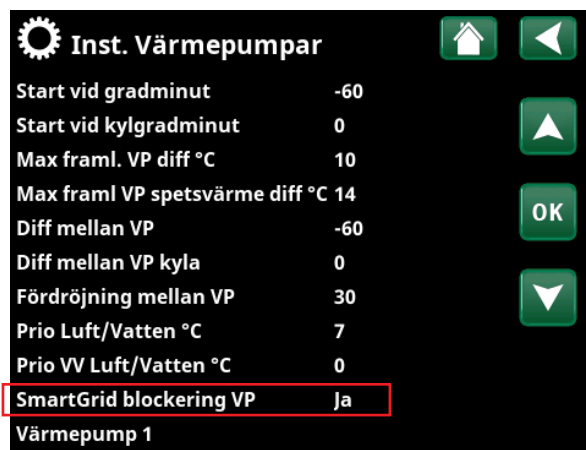 Inst. Värmepumpar
Start vid gradminut -60
Start vid kylgradminut 0
Max framl. VP diff °C 10
Max framl VP spetsvärme diff °C 14
Diff mellan VP -60
Diff mellan VP kyla 0
Fördröjning mellan VP 30
Prio Luft/Vatten °C 7
Prio VV Luft/Vatten °C 0
SmartGrid blockering VP Ja
Värmepump 1
OK